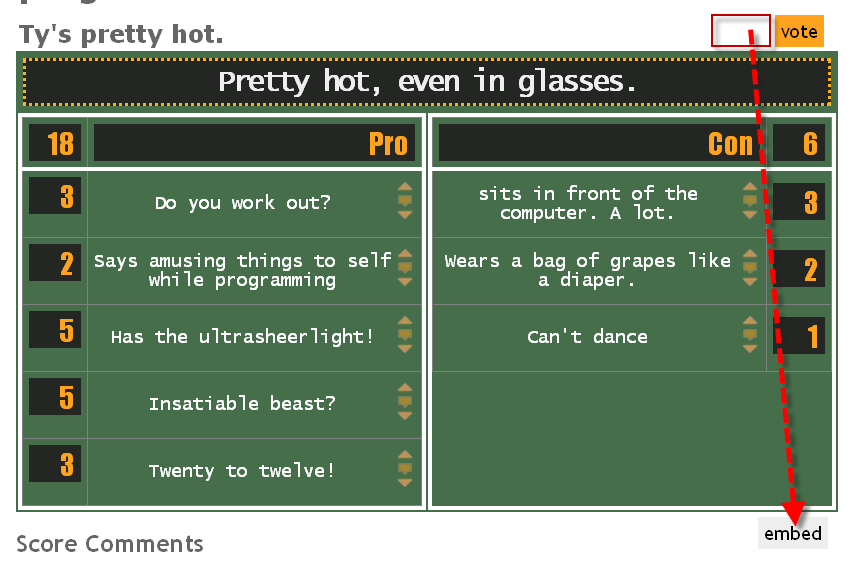 Ty's pretty hot.
vote
Pretty hot, even in glasses.
18 Pro Con 6
3 Do you work out?
sits in front of the
computer. A lot. 3
2 Says amusing things to self
while programming
Wears a bag of grapes like
a diaper. 2
5 Has the ultrasheerlight!
Can't dance 1
5 Insatiable beast?
3 Twenty to twelve!
embed
Score Comments